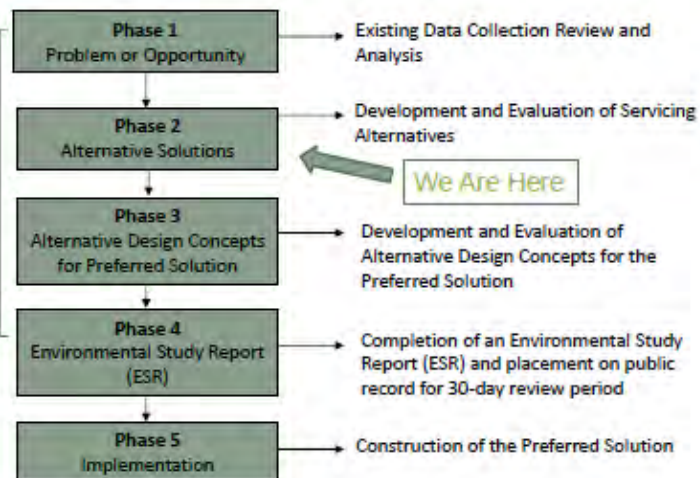 Phase 1
Problem or Opportunity
Existing Data Collection Review and
Analysis
Phase 2
Alternative Solutions
Development and Evaluation of Servicing
Alternatives
We Are Here
Phase 3
Alternative Design Concepts
for Preferred Solution
Development and Evaluation of
Alternative Design Concepts for the
Preferred Solution
Phase 4
Environmental Study Report
(ESR)
Completion of an Environmental Study
Report (ESR) and placement on public
record for 30-day review period
Phase 5
Implementation
Construction of the Preferred Solution